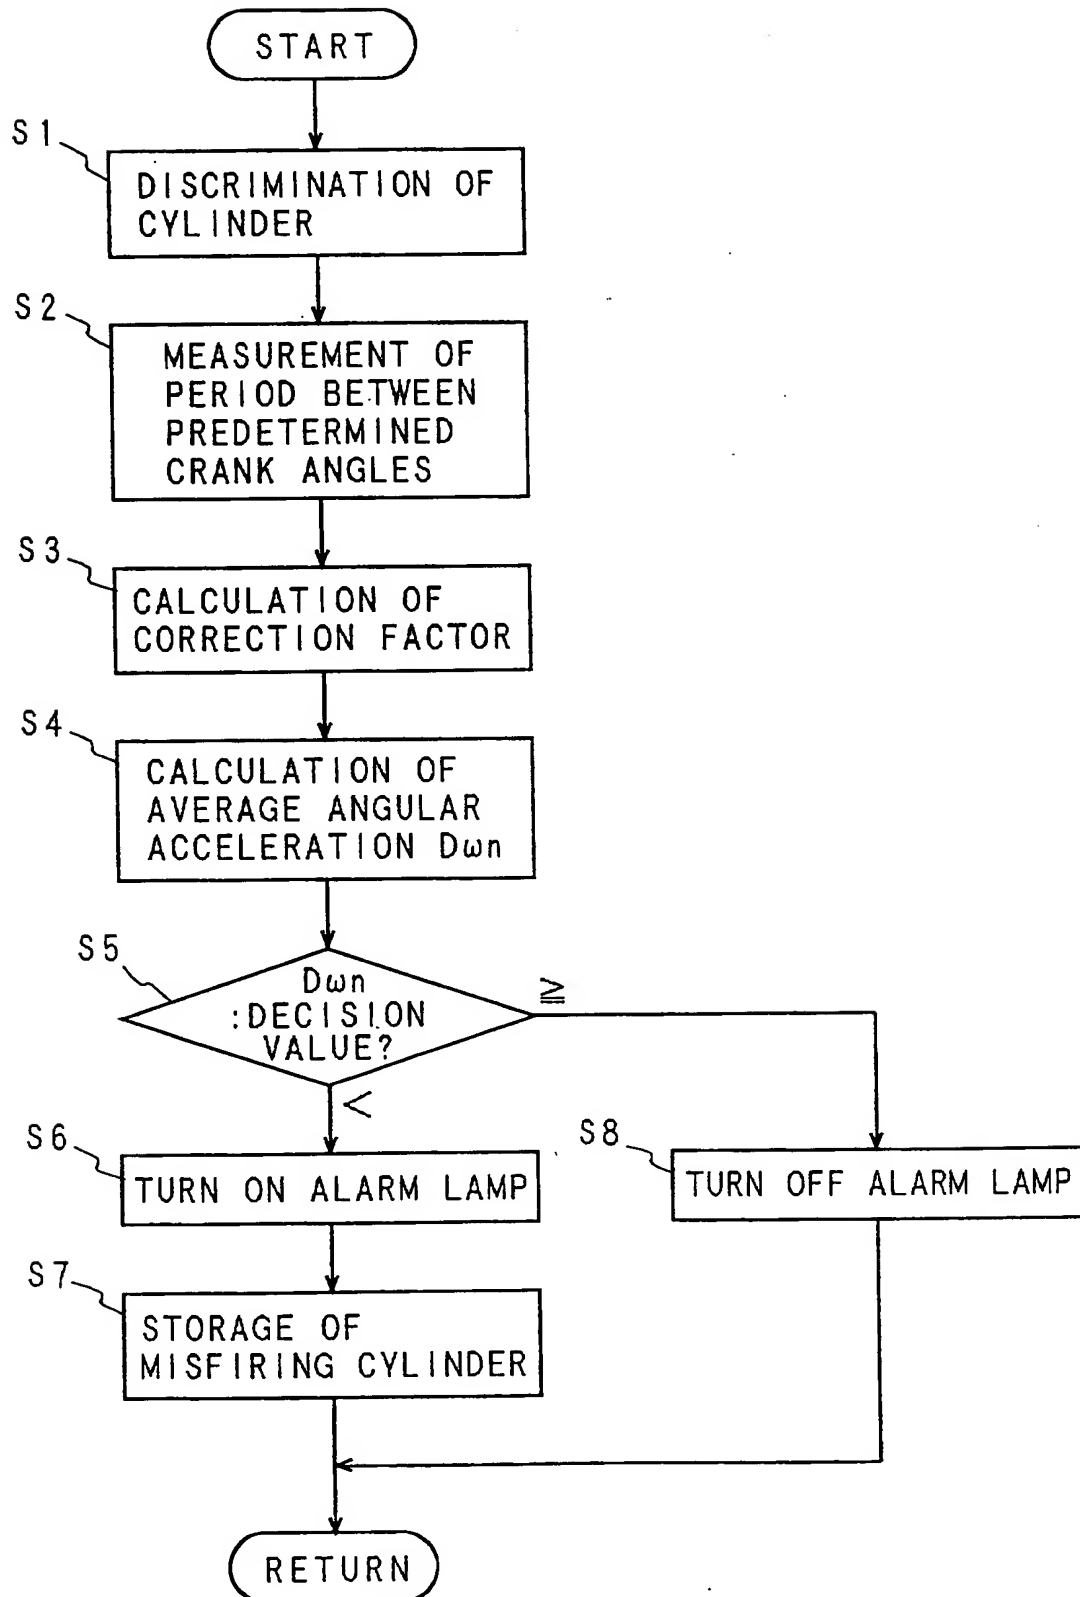 START
S1
DISCRIMINATION OF
CYLINDER
S2
MEASUREMENT OF
PERIOD BETWEEN
PREDETERMINED
CRANK ANGLES
S3
CALCULATION OF
CORRECTION FACTOR
S4
CALCULATION OF
AVERAGE ANGULAR
ACCELERATION Dωn
S5
Dωn
:DECISION
VALUE?
≧
<
S6
TURN ON ALARM LAMP
S8
TURN OFF ALARM LAMP
S7
STORAGE OF
MISFIRING CYLINDER
RETURN